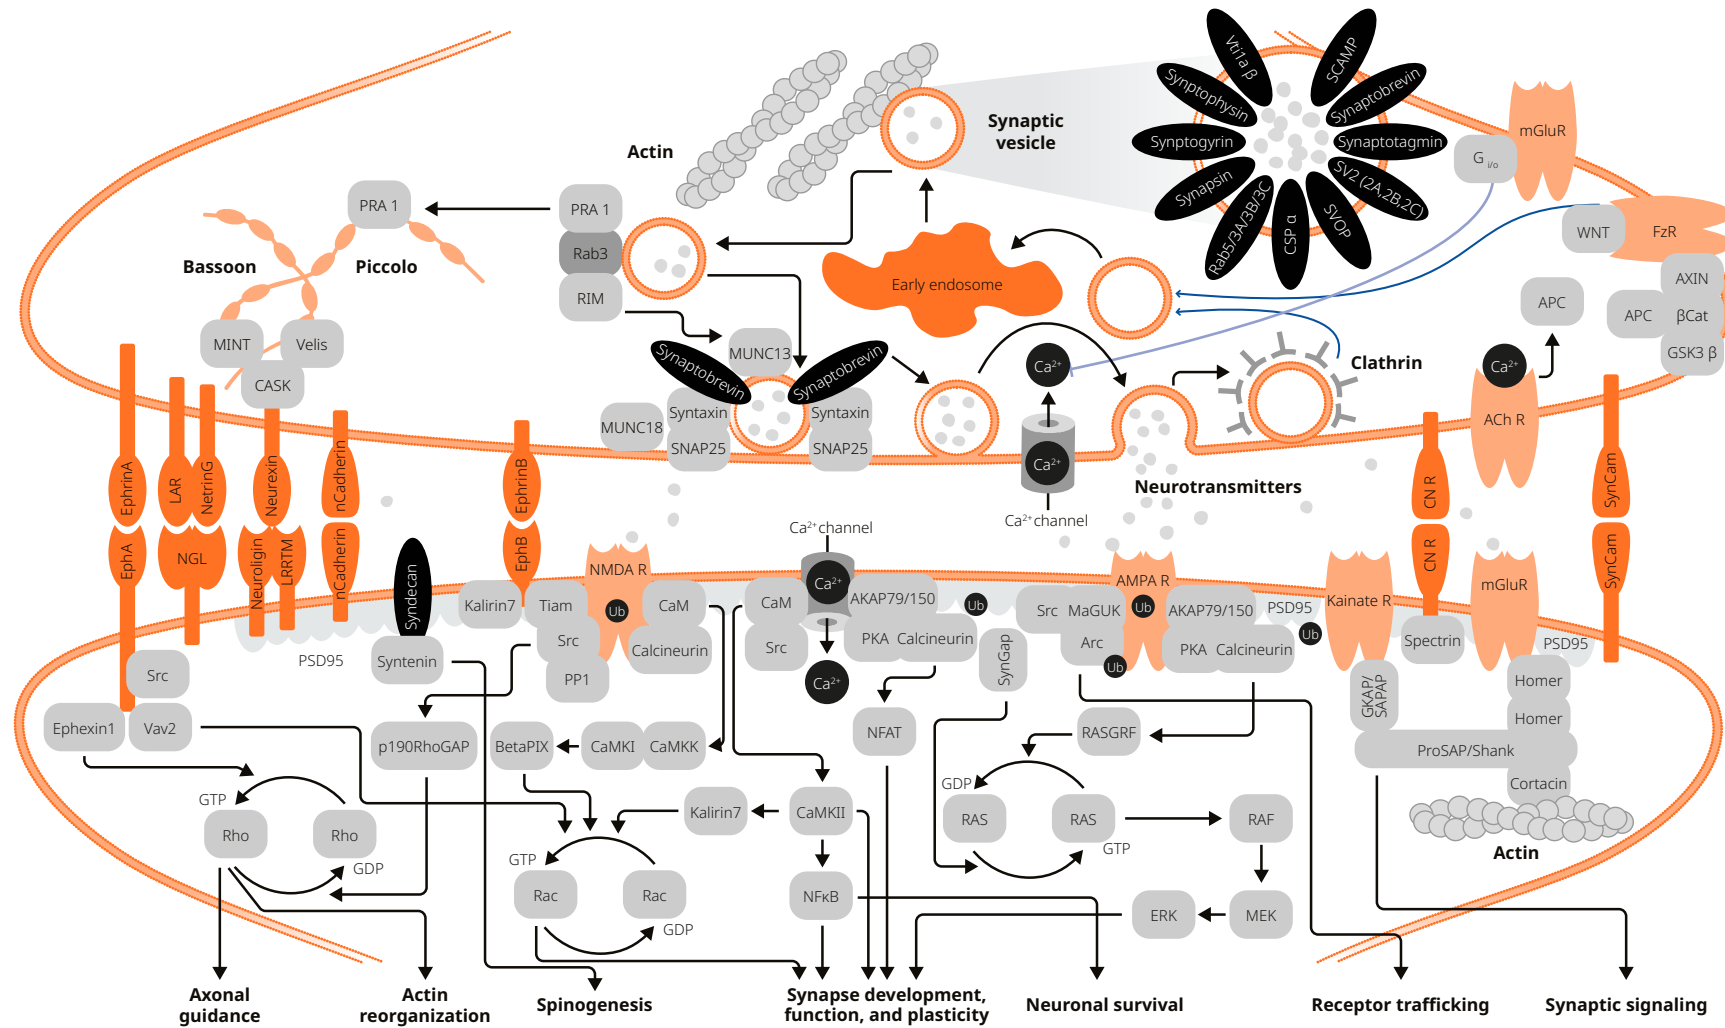 Vti1a β
SCAMP
Synptophysin
Synaptobrevin
Synptogyrin
Synaptotagmin
Synapsin
SV2 (2A,2B,2C)
Rab5/3A/3B/3C
CSP α
SVOP
Synaptic
vesicle
Actin
mGluR
G i/o
WNT
FzR
AXIN
APC
βCat
GSK3 β
APC
PRA 1
PRA 1
Rab3
RIM
Bassoon
Piccolo
MINT
Velis
CASK
Early endosome
MUNC13
Synaptobrevin
Synaptobrevin
MUNC18
Syntaxin
SNAP25
Syntaxin
SNAP25
Ca2+
Ca2+
Ca2+channel
Clathrin
Neurotransmitters
Ca2+
ACh R
EphrinA
LAR
NetrinG
Neurexin
nCadherin
EphrinB
CN R
SynCam
EphA
NGL
Neuroligin
LRRTM
nCadherin
Syndecan
EphB
CN R
SynCam
NMDA R
Ca2+channel
Ca2+
AMPA R
Kainate R
mGluR
Kalirin7
Tiam
Ub
CaM
CaM
AKAP79/150
Ub
Src
MaGUK
Ub
AKAP79/150
PSD95
Ub
Spectrin
PSD95
PSD95
Src
Syntenin
Src
PP1
Calcineurin
Src
Ca2+
PKA
Calcineurin
SynGap
Arc
Ub
PKA
Calcineurin
GKAP/
SAPAP
Homer
Homer
ProSAP/Shank
Cortacin
Actin
Ephexin1
Vav2
p190RhoGAP
BetaPIX
CaMKI
CaMKK
NFAT
RASGRF
GTP
Rho
Rho
GDP
Kalirin7
CaMKII
GDP
RAS
RAS
GTP
RAF
GTP
Rac
Rac
GDP
NFκB
ERK
MEK
Axonal
guidance
Actin
reorganization
Spinogenesis
Synapse development,
function, and plasticity
Neuronal survival
Receptor trafficking
Synaptic signaling